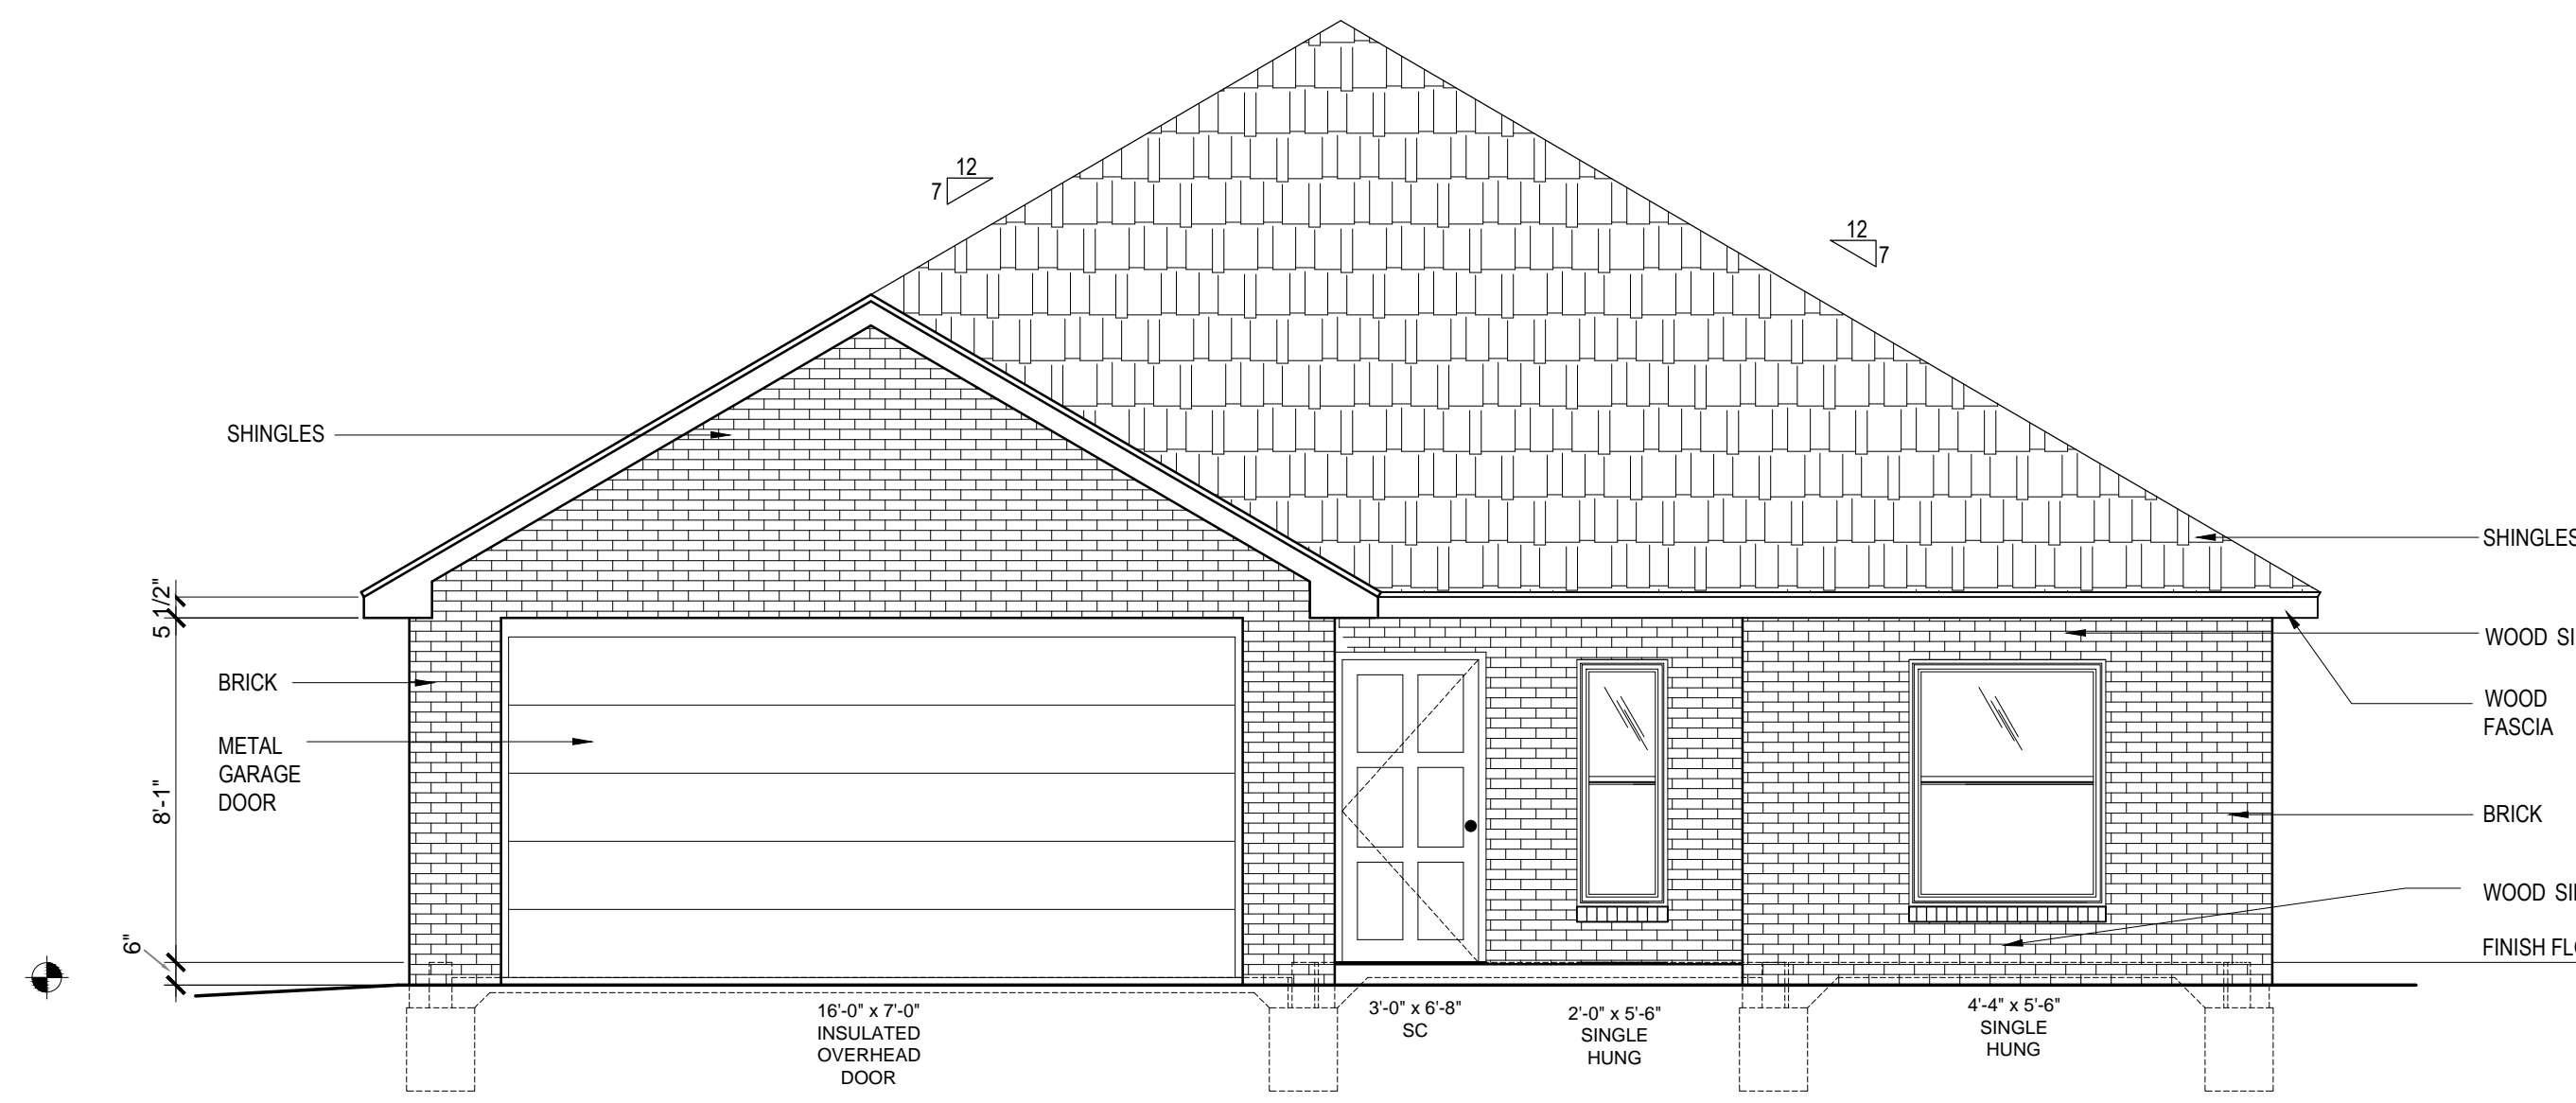 12
7
12
7
SHINGLES
SHINGLES
5 1/2"
WOOD SI
BRICK
WOOD
FASCIA
METAL
GARAGE
DOOR
8'-1"
BRICK
WOOD SI
6"
FINISH FL
16'-0" x 7'-0"
INSULATED
OVERHEAD
DOOR
3'-0" x 6'-8"
SC
2'-0" x 5'-6"
SINGLE
HUNG
4'-4" x 5'-6"
SINGLE
HUNG